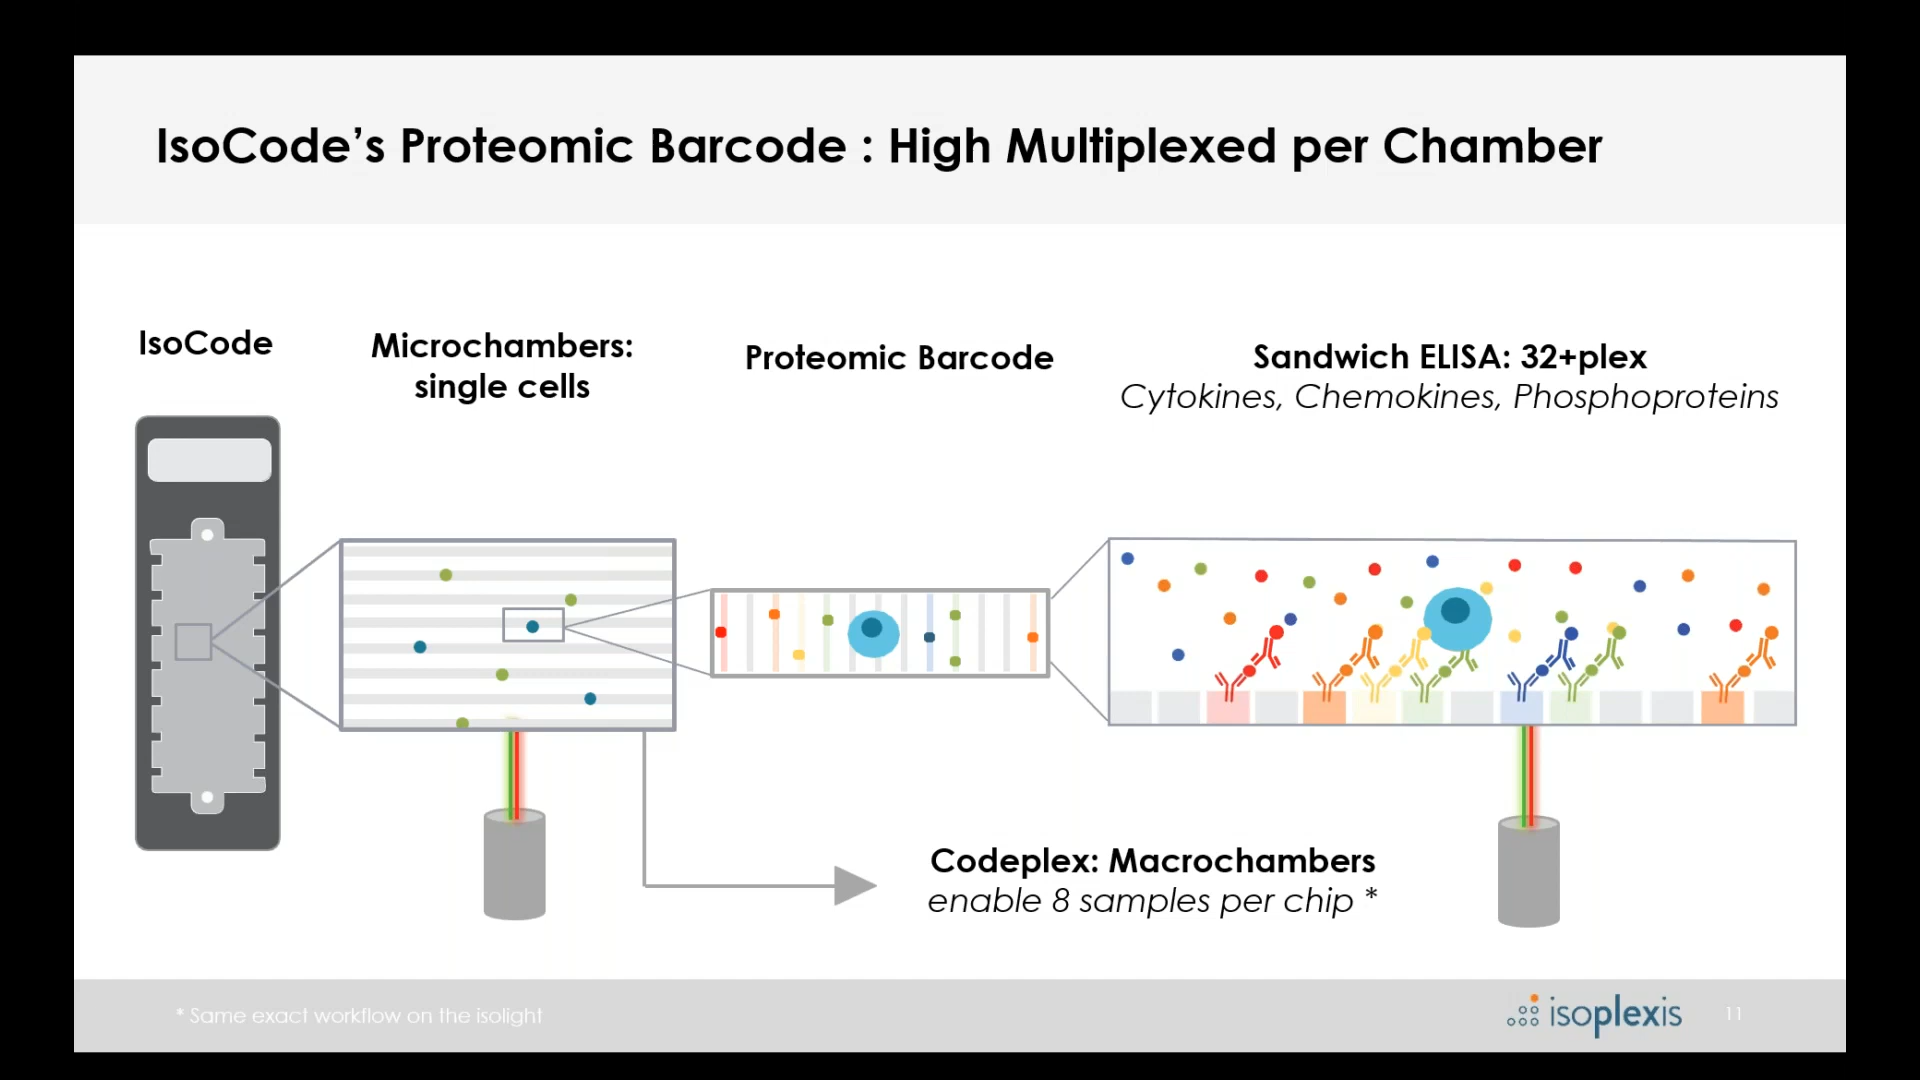 IsoCode’s Proteomic Barcode : High Multiplexed per Chamber
IsoCode
Microchambers:
single cells
Proteomic Barcode
Sandwich ELISA: 32+plex
Cytokines, Chemokines, Phosphoproteins
Codeplex: Macrochambers
enable 8 samples per chip *
* Same exact workflow on the isolight
isoplexis
11